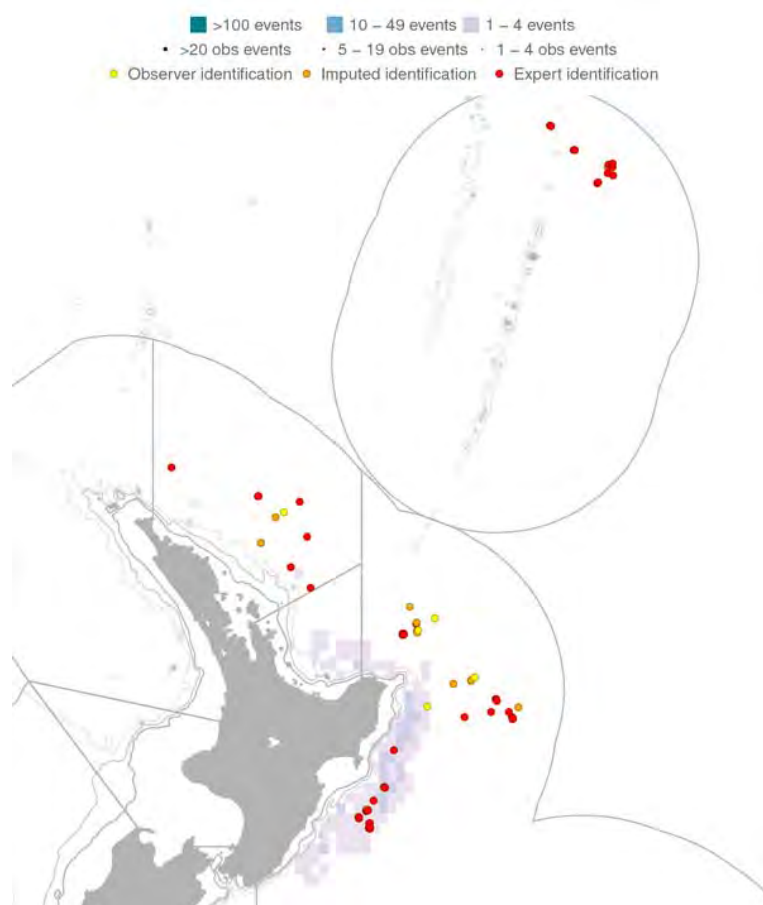 >100 events 10 – 49 events 1 – 4 events
>20 obs events 5 – 19 obs events 1 – 4 obs events
Observer identification Imputed identification Expert identification